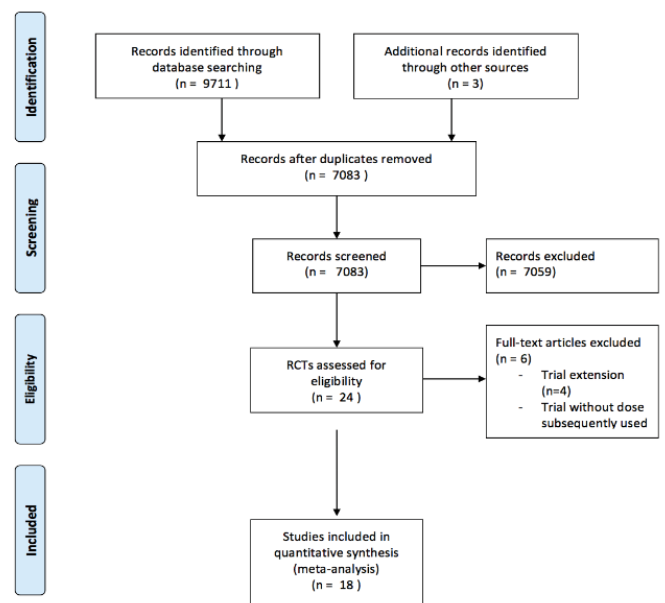 Identification
Records identified through
database searching
(n = 9711 )
Additional records identified
through other sources
(n = 3)
Records after duplicates removed
(n = 7083 )
Screening
Records screened
(n = 7083)
Records excluded
(n = 7059)
Eligibility
RCTs assessed for
eligibility
(n = 24 )
Full-text articles excluded
(n = 6)
- Trial extension
(n=4)
- Trial without dose
subsequently used
Included
Studies included in
quantitative synthesis
(meta-analysis)
(n = 18 )